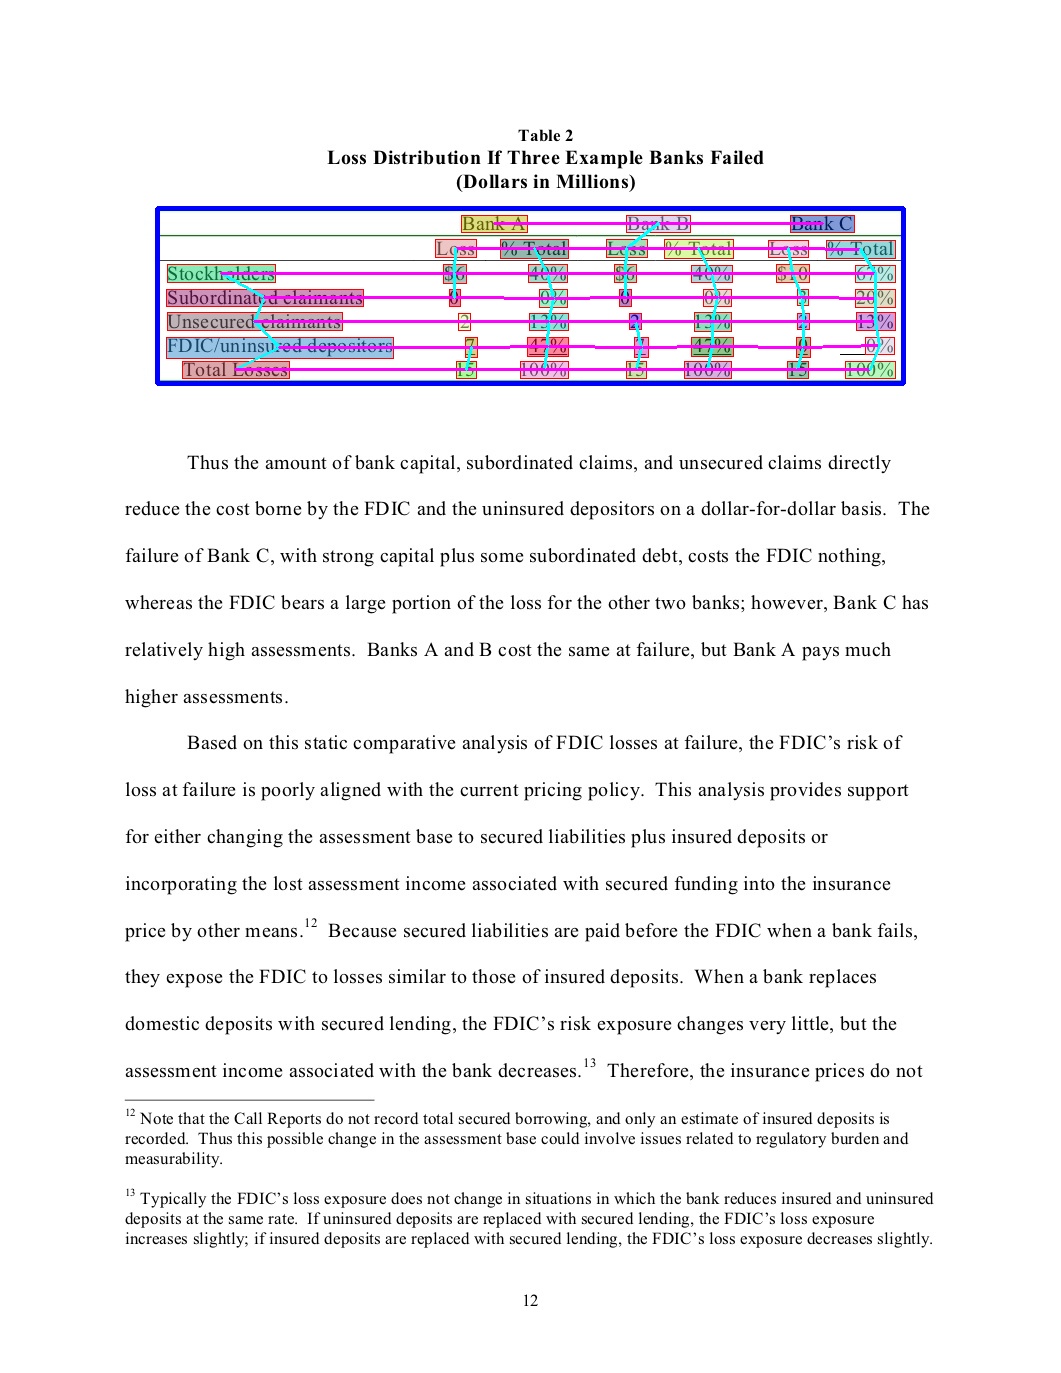 Table 2
Loss Distribution If Three Example Banks Failed
(Dollars in Millions)
Bank A Bank B Bank C
Loss % Total Loss % Total Loss % Total
Stockholders $6 40% $6 40% $10 67%
Subordinated claimants 0 0% 0 0% 3 20%
Unsecured claimants 2 13% 2 13% 2 13%
FDIC/uninsured depositors 7 47% 7 47% 0 0%
Total Losses 15 100% 15 100% 15 100%
Thus the amount of bank capital, subordinated claims, and unsecured claims directly
reduce the cost borne by the FDIC and the uninsured depositors on a dollar-for-dollar basis. The
failure of Bank C, with strong capital plus some subordinated debt, costs the FDIC nothing,
whereas the FDIC bears a large portion of the loss for the other two banks; however, Bank C has
relatively high assessments. Banks A and B cost the same at failure, but Bank A pays much
higher assessments.
Based on this static comparative analysis of FDIC losses at failure, the FDIC’s risk of
loss at failure is poorly aligned with the current pricing policy. This analysis provides support
for either changing the assessment base to secured liabilities plus insured deposits or
incorporating the lost assessment income associated with secured funding into the insurance
price by other means.12 Because secured liabilities are paid before the FDIC when a bank fails,
they expose the FDIC to losses similar to those of insured deposits. When a bank replaces
domestic deposits with secured lending, the FDIC’s risk exposure changes very little, but the
assessment income associated with the bank decreases.13 Therefore, the insurance prices do not
12 Note that the Call Reports do not record total secured borrowing, and only an estimate of insured deposits is
recorded. Thus this possible change in the assessment base could involve issues related to regulatory burden and
measurability.
13 Typically the FDIC’s loss exposure does not change in situations in which the bank reduces insured and uninsured
deposits at the same rate. If uninsured deposits are replaced with secured lending, the FDIC’s loss exposure
increases slightly; if insured deposits are replaced with secured lending, the FDIC’s loss exposure decreases slightly.
12